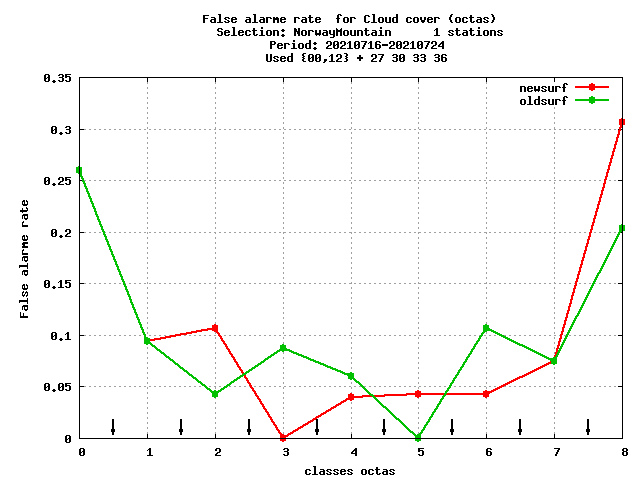 False alarme rate  for Cloud cover (octas)
Selection: NorwayMountain      1 stations
Period: 20210716-20210724
Used {00,12} + 27 30 33 36
newsurf
oldsurf
0.35
0.3
0.25
0.2
0.15
0.1
0.05
0
False alarme rate
0 1 2 3 4 5 6 7 8
classes octas